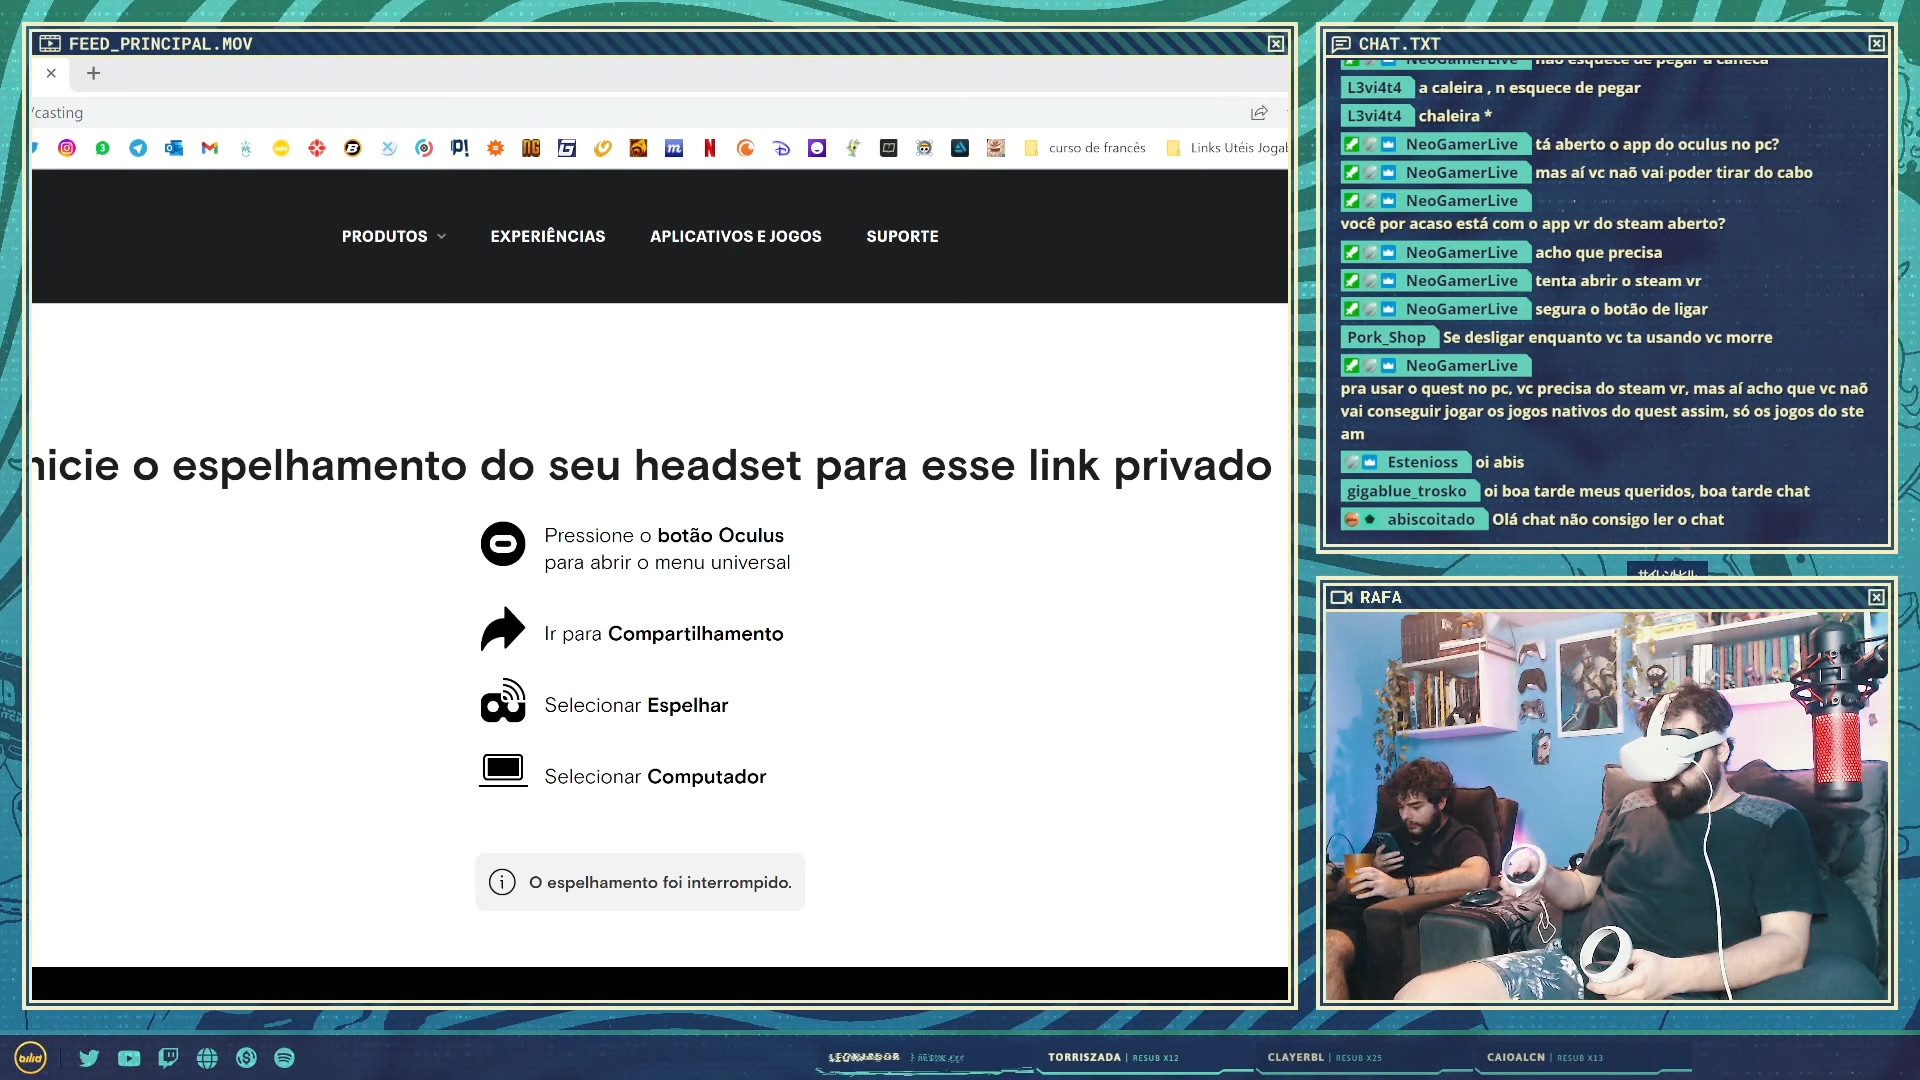 FEED_PRINCIPAL.MOV
/casting
curso de francês
Links Utéis Jogab
PRODUTOS
EXPERIÊNCIAS
APLICATIVOS E JOGOS
SUPORTE
nicie o espelhamento do seu headset para esse link privado
Pressione o botão Oculus
para abrir o menu universal
Ir para Compartilhamento
Selecionar Espelhar
Selecionar Computador
O espelhamento foi interrompido.
CHAT.TXT
NeoGamerLive não esquece de pegar a caneca
L3vi4t4 a caleira , n esquece de pegar
L3vi4t4 chaleira *
NeoGamerLive tá aberto o app do oculus no pc?
NeoGamerLive mas aí vc naõ vai poder tirar do cabo
NeoGamerLive
você por acaso está com o app vr do steam aberto?
NeoGamerLive acho que precisa
NeoGamerLive tenta abrir o steam vr
NeoGamerLive segura o botão de ligar
Pork_Shop Se desligar enquanto vc ta usando vc morre
NeoGamerLive
pra usar o quest no pc, vc precisa do steam vr, mas aí acho que vc naõ
vai conseguir jogar os jogos nativos do quest assim, só os jogos do ste
am
Estenioss oi abis
gigablue_trosko oi boa tarde meus queridos, boa tarde chat
abiscoitado Olá chat não consigo ler o chat
RAFA
TORRISZADA | RESUB X12
CLAYERBL | RESUB X25
CAIOALCN | RESUB X13